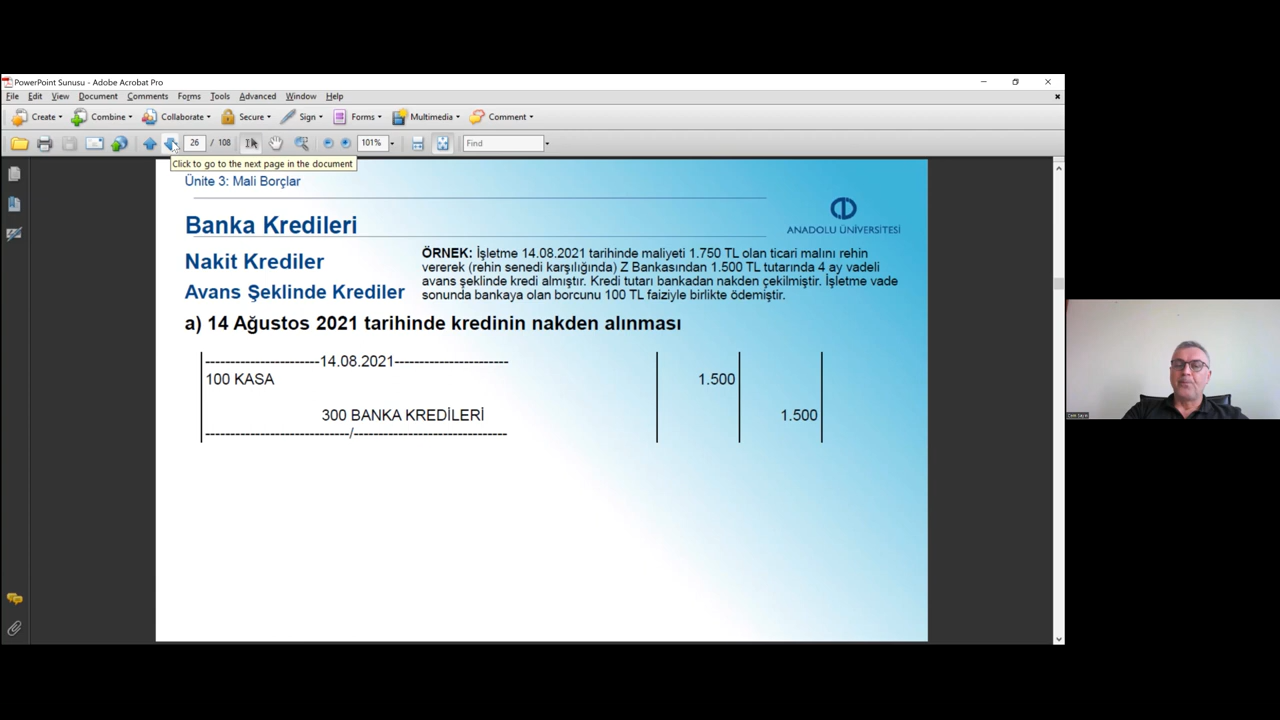 PowerPoint Sunusu - Adobe Acrobat Pro
File Edit View Document Comments Forms Tools Advanced Window Help
Create Combine Collaborate Secure Sign Forms Multimedia Comment
26 / 108 101% Find
Click to go to the next page in the document
Ünite 3: Mali Borçlar
Banka Kredileri
ANADOLU ÜNİVERSİTESİ
Nakit Krediler
Avans Şeklinde Krediler
ÖRNEK: İşletme 14.08.2021 tarihinde maliyeti 1.750 TL olan ticari malını rehin
vererek (rehin senedi karşılığında) Z Bankasından 1.500 TL tutarında 4 ay vadeli
avans şeklinde kredi almıştır. Kredi tutarı bankadan nakden çekilmiştir. İşletme vade
sonunda bankaya olan borcunu 100 TL faiziyle birlikte ödemiştir.
a) 14 Ağustos 2021 tarihinde kredinin nakden alınması
-----------------------14.08.2021-----------------------
100 KASA 1.500
300 BANKA KREDİLERİ 1.500
-----------------------------/-------------------------------